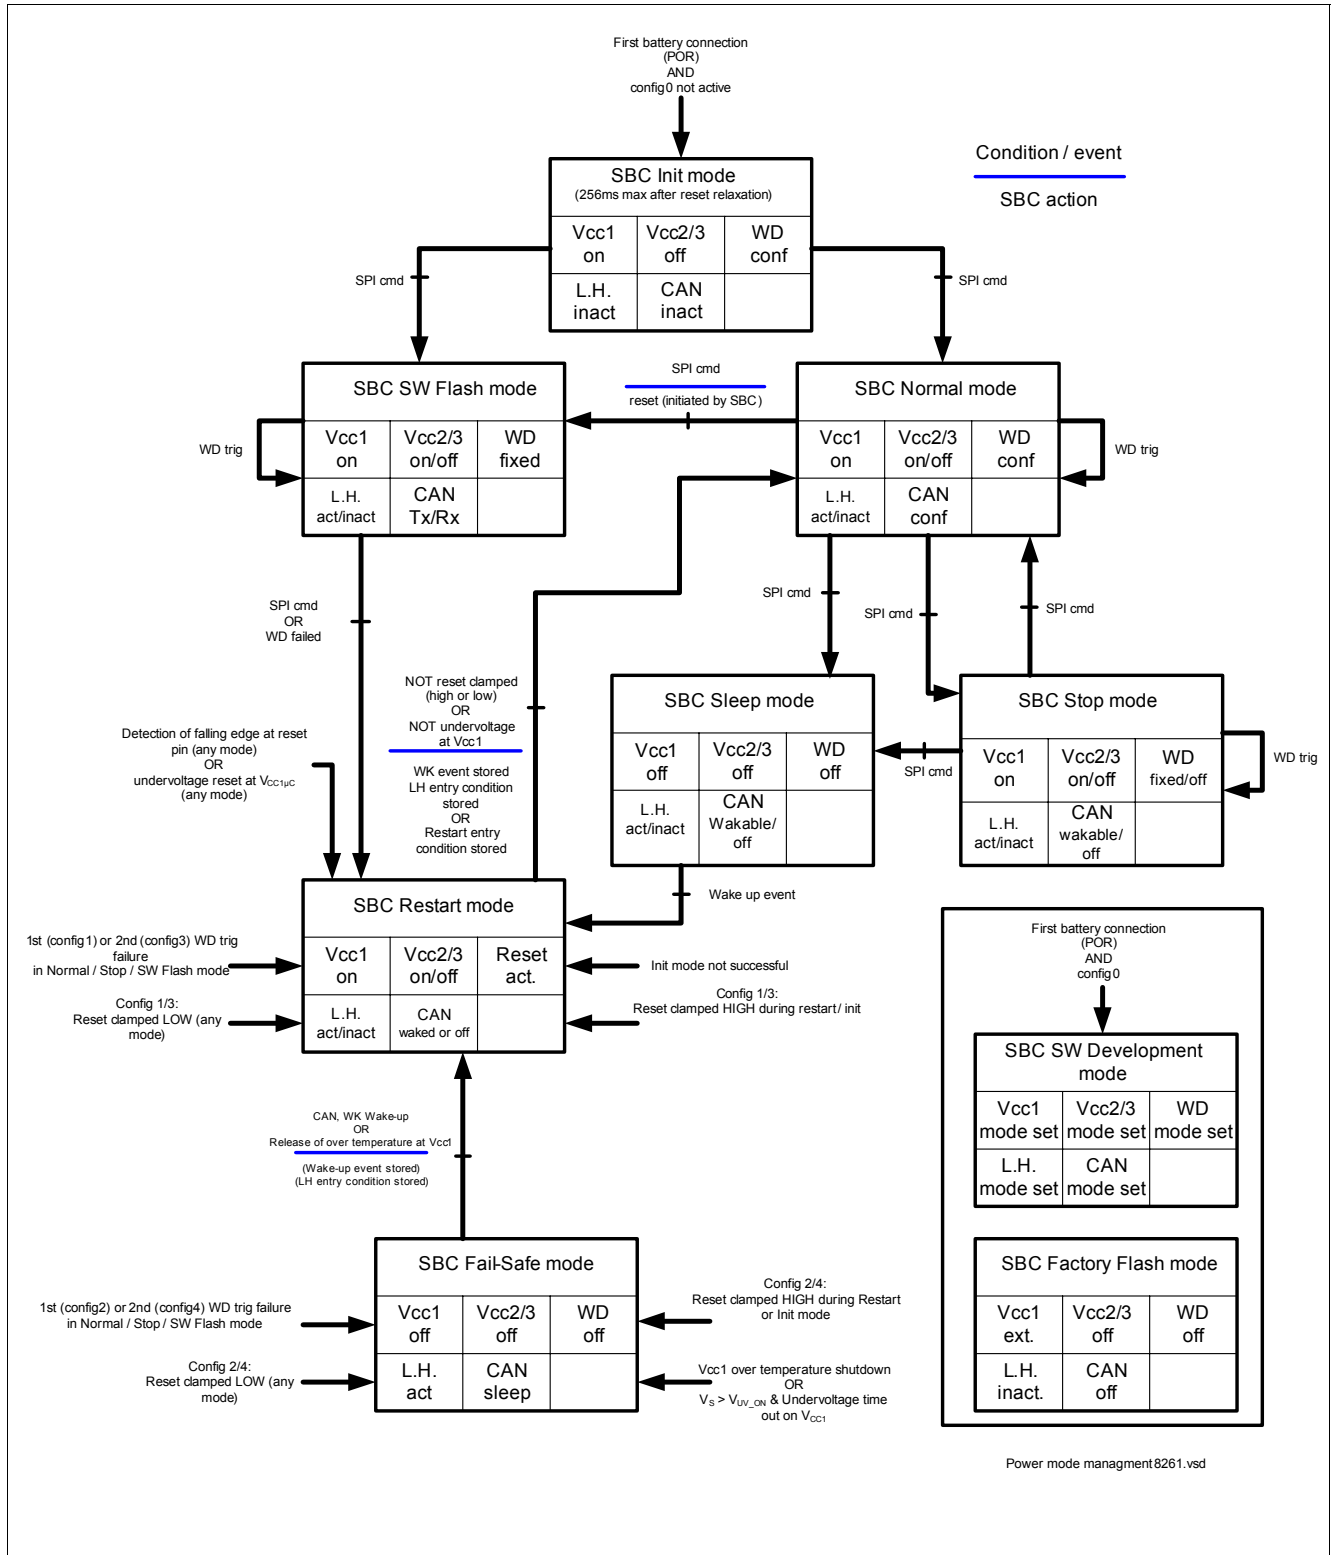 First battery connection
(POR)
AND
config0 not active
Condition / event
SBC action
SBC Init mode
(256ms max after reset relaxation)
Vcc1
on
Vcc2/3
off
WD
conf
L.H.
inact
CAN
inact
SPI cmd
SPI cmd
SBC SW Flash mode
Vcc1
on
Vcc2/3
on/off
WD
fixed
L.H.
act/inact
CAN
Tx/Rx
WD trig
SPI cmd
reset (initiated by SBC)
SBC Normal mode
Vcc1
on
Vcc2/3
on/off
WD
conf
L.H.
act/inact
CAN
conf
WD trig
SPI cmd
OR
WD failed
SPI cmd
SPI cmd
SPI cmd
NOT reset clamped
(high or low)
OR
NOT undervoltage
at Vcc1
WK event stored
LH entry condition
stored
OR
Restart entry
condition stored
Detection of falling edge at reset
pin (any mode)
OR
undervoltage reset at VCC1µC
(any mode)
SBC Sleep mode
Vcc1
off
Vcc2/3
off
WD
off
L.H.
act/inact
CAN
Wakable/
off
SPI cmd
SBC Stop mode
Vcc1
on
Vcc2/3
on/off
WD
fixed/off
L.H.
act/inact
CAN
wakable/
off
WD trig
Wake up event
SBC Restart mode
Vcc1
on
Vcc2/3
on/off
Reset
act.
L.H.
act/inact
CAN
waked or off
1st (config1) or 2nd (config3) WD trig
failure
in Normal / Stop / SW Flash mode
Config 1/3:
Reset clamped LOW (any
mode)
Init mode not successful
Config 1/3:
Reset clamped HIGH during restart / init
CAN, WK Wake-up
OR
Release of over temperature at Vcc1
(Wake-up event stored)
(LH entry condition stored)
SBC Fail-Safe mode
Vcc1
off
Vcc2/3
off
WD
off
L.H.
act
CAN
sleep
1st (config2) or 2nd (config4) WD trig failure
in Normal / Stop / SW Flash mode
Config 2/4:
Reset clamped LOW (any
mode)
Config 2/4:
Reset clamped HIGH during Restart
or Init mode
Vcc1 over temperature shutdown
OR
VS > VUV_ON & Undervoltage time
out on VCC1
First battery connection
(POR)
AND
config0
SBC SW Development
mode
Vcc1
mode set
Vcc2/3
mode set
WD
mode set
L.H.
mode set
CAN
mode set
SBC Factory Flash mode
Vcc1
ext.
Vcc2/3
off
WD
off
L.H.
inact.
CAN
off
Power mode managment8261.vsd